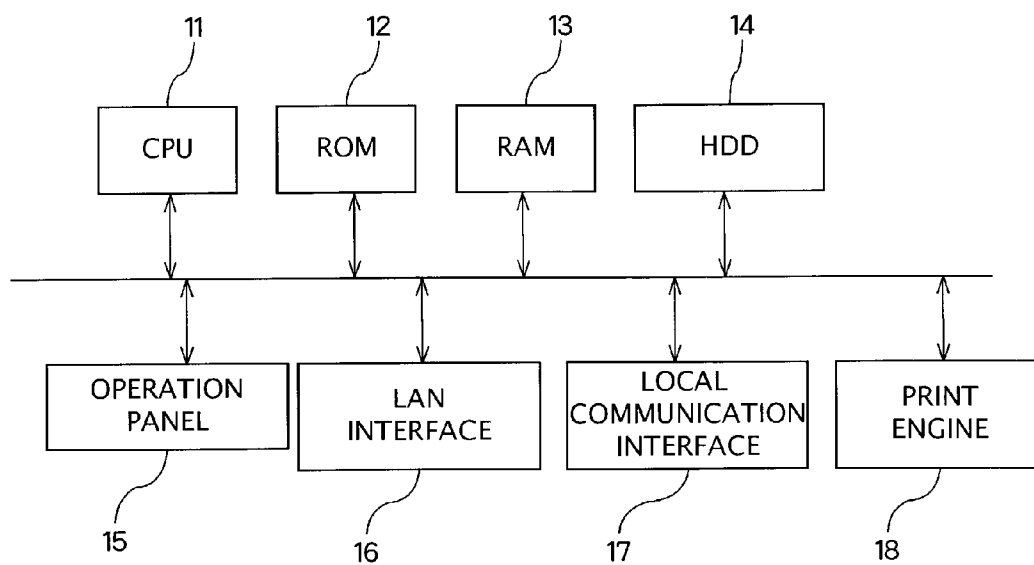 11
12
13
14
CPU
ROM
RAM
HDD
OPERATION
PANEL
LAN
INTERFACE
LOCAL
COMMUNICATION
INTERFACE
PRINT
ENGINE
15
16
17
18